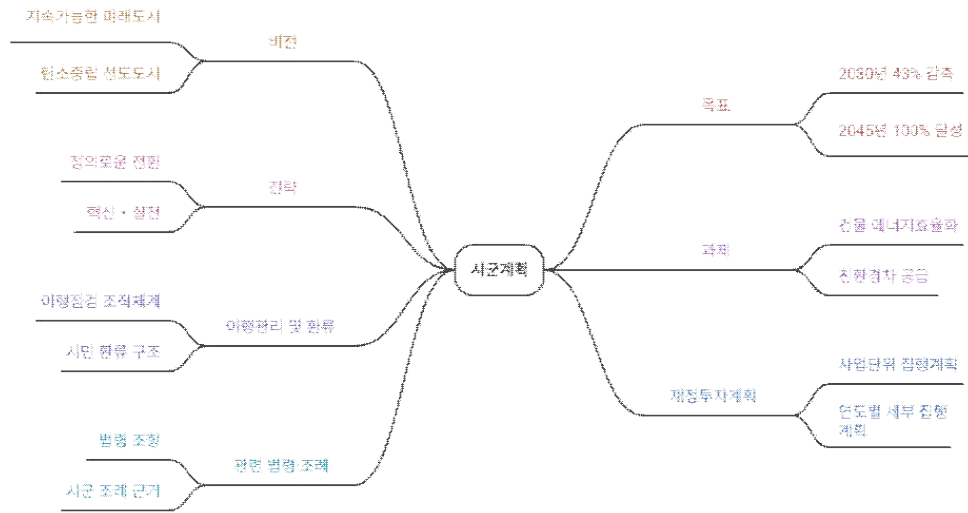 지속가능한 미래도시
비전
탄소중립 선도도시
정의로운 전환
전략
혁신·실천
이행점검 조직체계
이행관리 및 환류
시민 환류 구조
법령 조항
관련 법령·조례
시군 조례 근거
시군계획
2030년 43% 감축
목표
2045년 100% 달성
건물 에너지효율화
과제
친환경차 공급
사업단위 집행계획
재정투자계획
연도별 세부 집행
계획